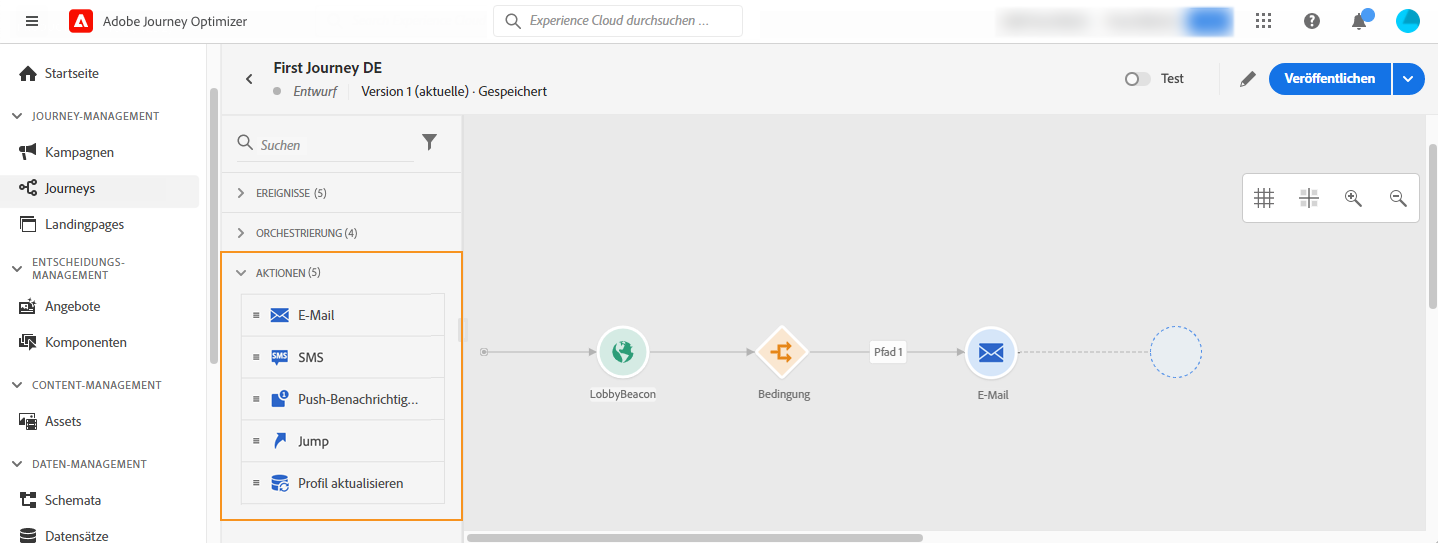 Adobe Journey Optimizer
Experience Cloud durchsuchen ...
Startseite
JOURNEY-MANAGEMENT
Kampagnen
Journeys
Landingpages
ENTSCHEIDUNGS-
MANAGEMENT
Angebote
Komponenten
CONTENT-MANAGEMENT
Assets
DATEN-MANAGEMENT
Schemata
Datensätze
First Journey DE
Entwurf
Version 1 (aktuelle) · Gespeichert
Test
Veröffentlichen
Suchen
EREIGNISSE (5)
ORCHESTRIERUNG (4)
AKTIONEN (5)
E-Mail
SMS
SMS
Push-Benachrichtig...
1
Jump
Profil aktualisieren
LobbyBeacon
Bedingung
Pfad 1
E-Mail